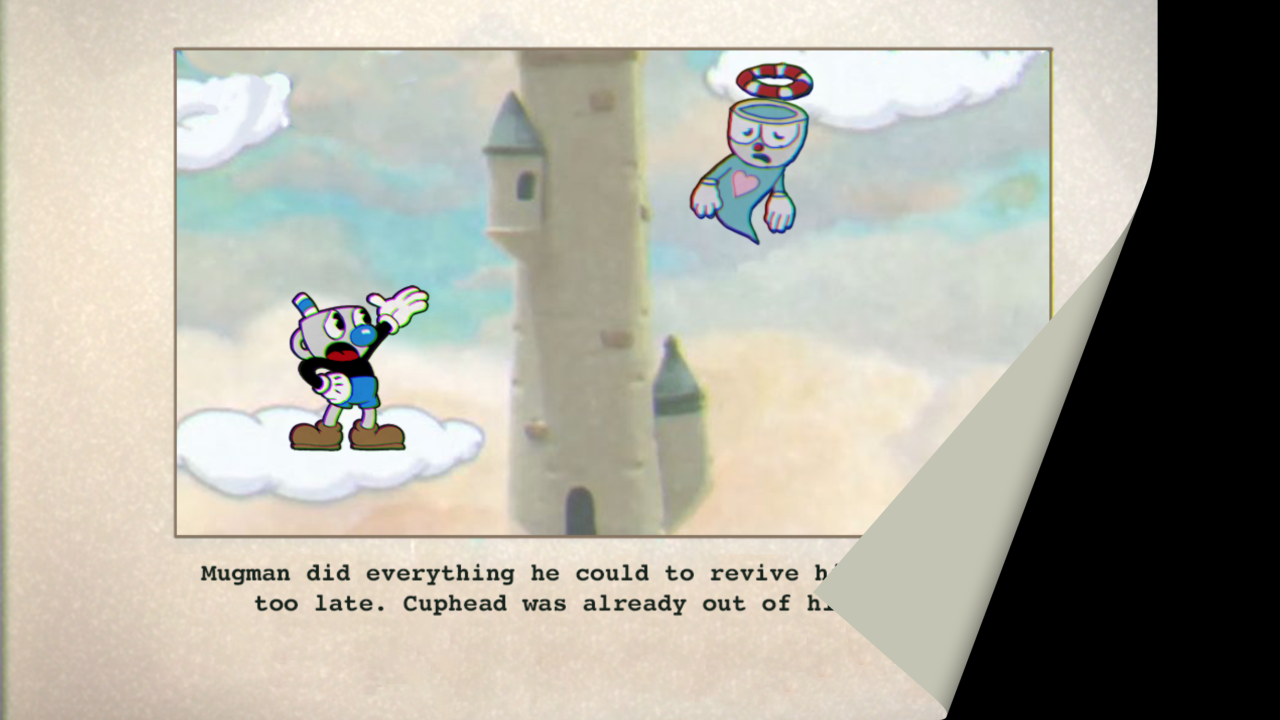 Mugman did everything he could to revive
too late. Cuphead was already out of